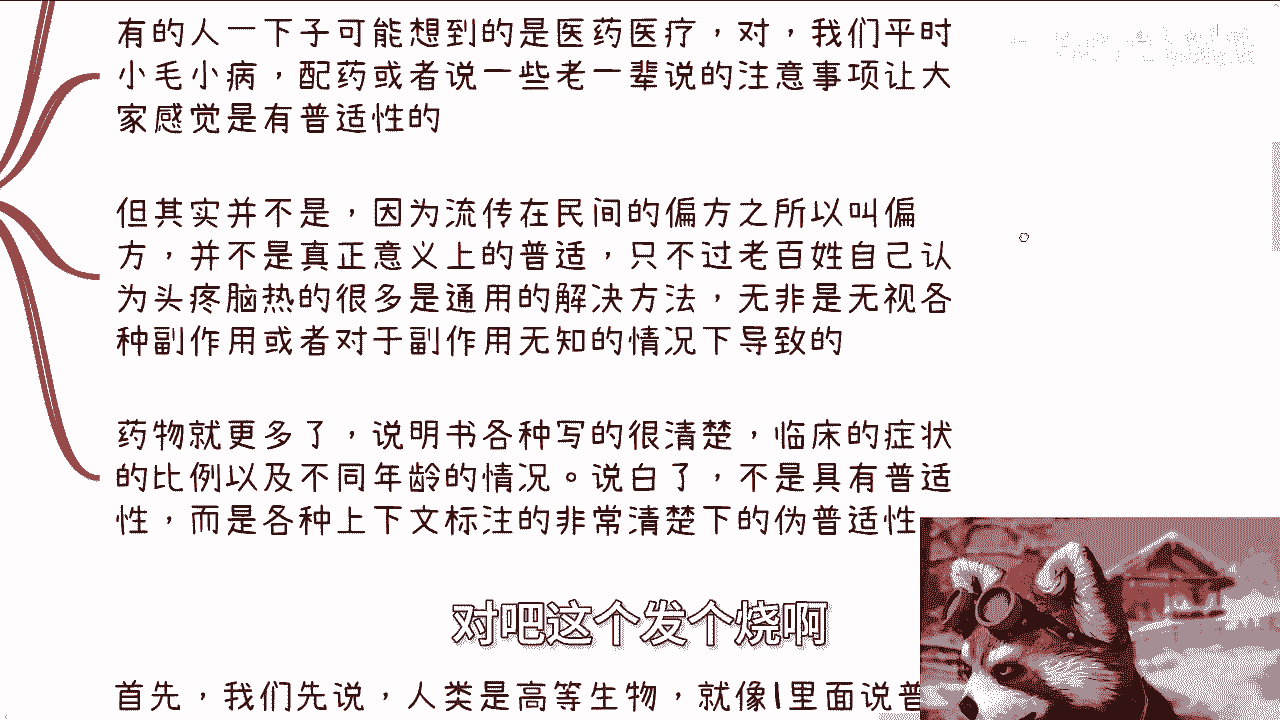 有的人一下子可能想到的是医药医疗，对，我们平时
小毛小病，配药或者说一些老一辈说的注意事项让大
家感觉是有普适性的
但其实并不是，因为流传在民间的偏方之所以叫偏
方，并不是真正意义上的普适，只不过老百姓自己认
为头疼脑热的很多是通用的解决方法，无非是无视各
种副作用或者对于副作用无知的情况下导致的
药物就更多了，说明书各种写的很清楚，临床的症状
的比例以及不同年龄的情况。说白了，不是具有普适
性，而是各种上下文标注的非常清楚下的伪普适性
对吧这个发个烧啊
首先，我们先说，人类是高等生物，就像1里面说普